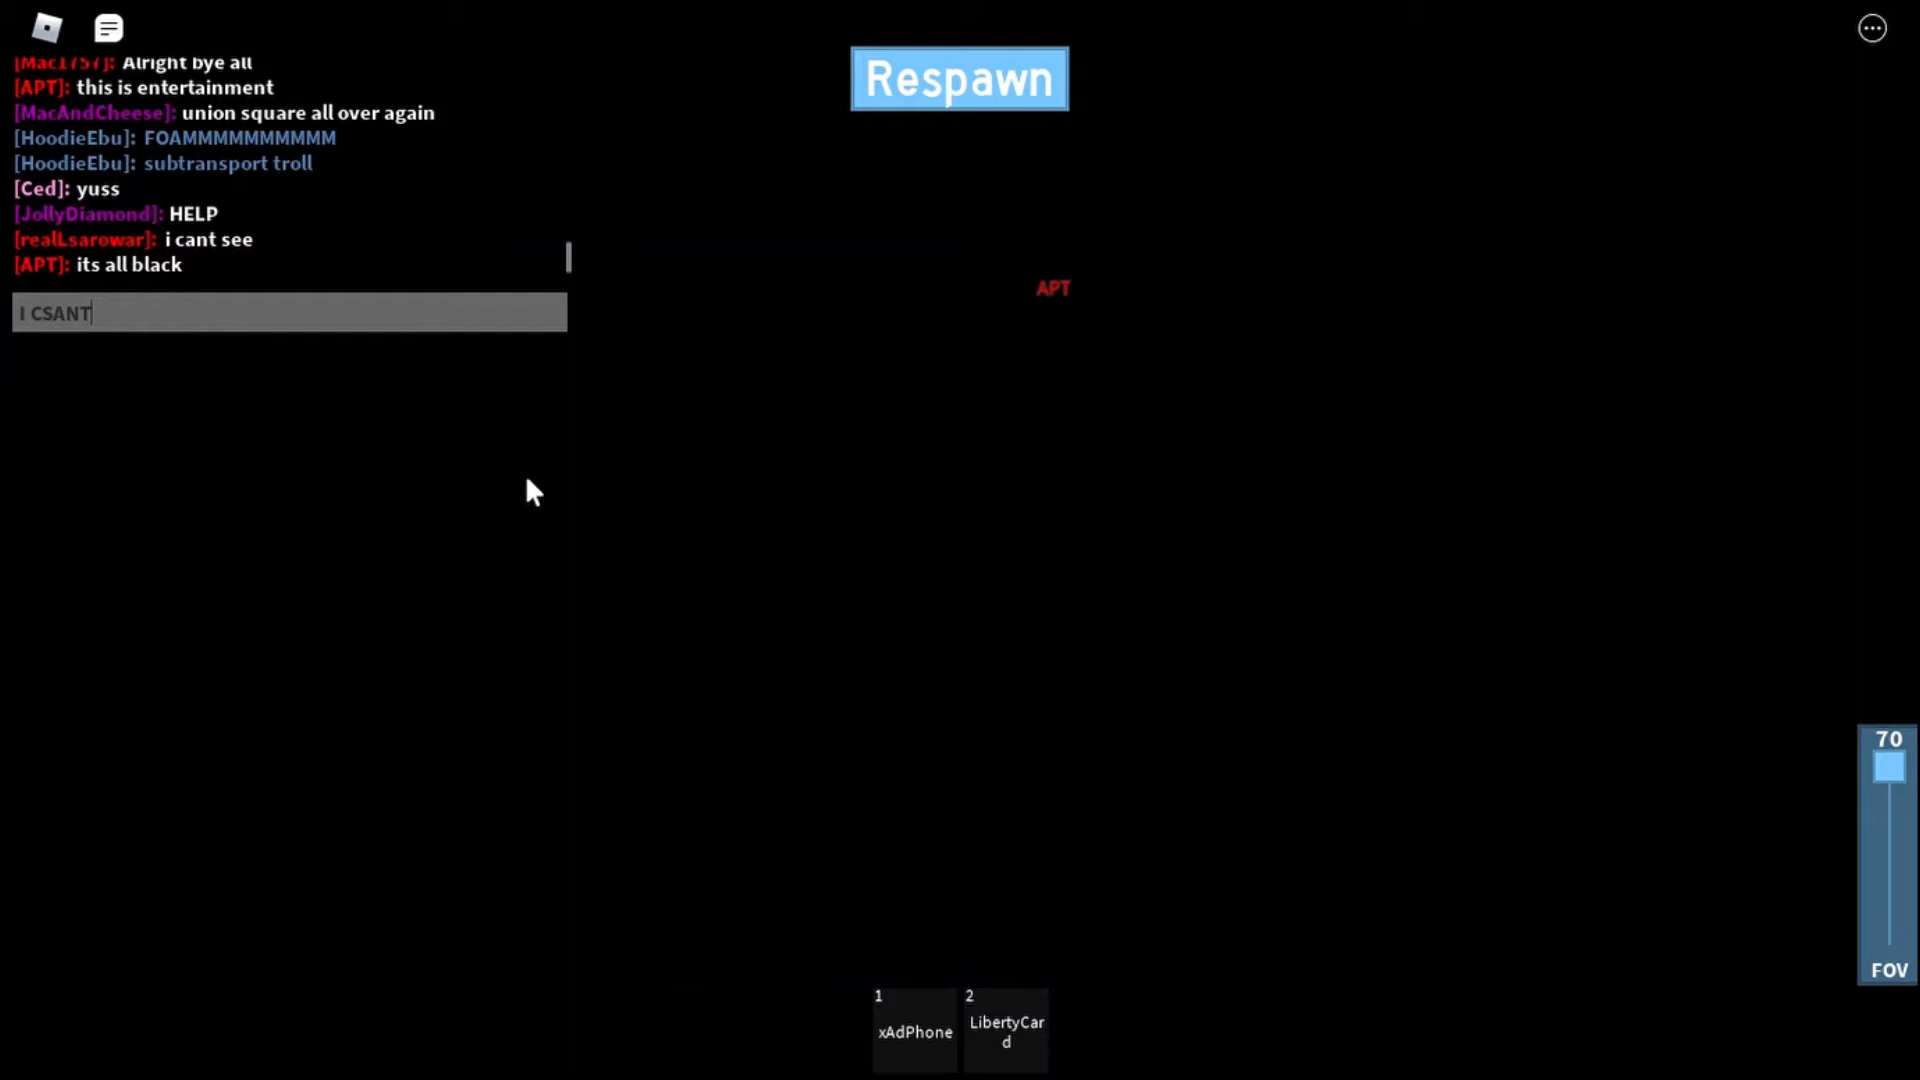 [Mac1757]: Alright bye all
[APT]: this is entertainment
[MacAndCheese]: union square all over again
[HoodieEbu]: FOAMMMMMMMMMM
[HoodieEbu]: subtransport troll
[Ced]: yuss
[JollyDiamond]: HELP
[realLsarowar]: i cant see
[APT]: its all black
I CSANT
Respawn
APT
70
FOV
1
xAdPhone
2
LibertyCar
d